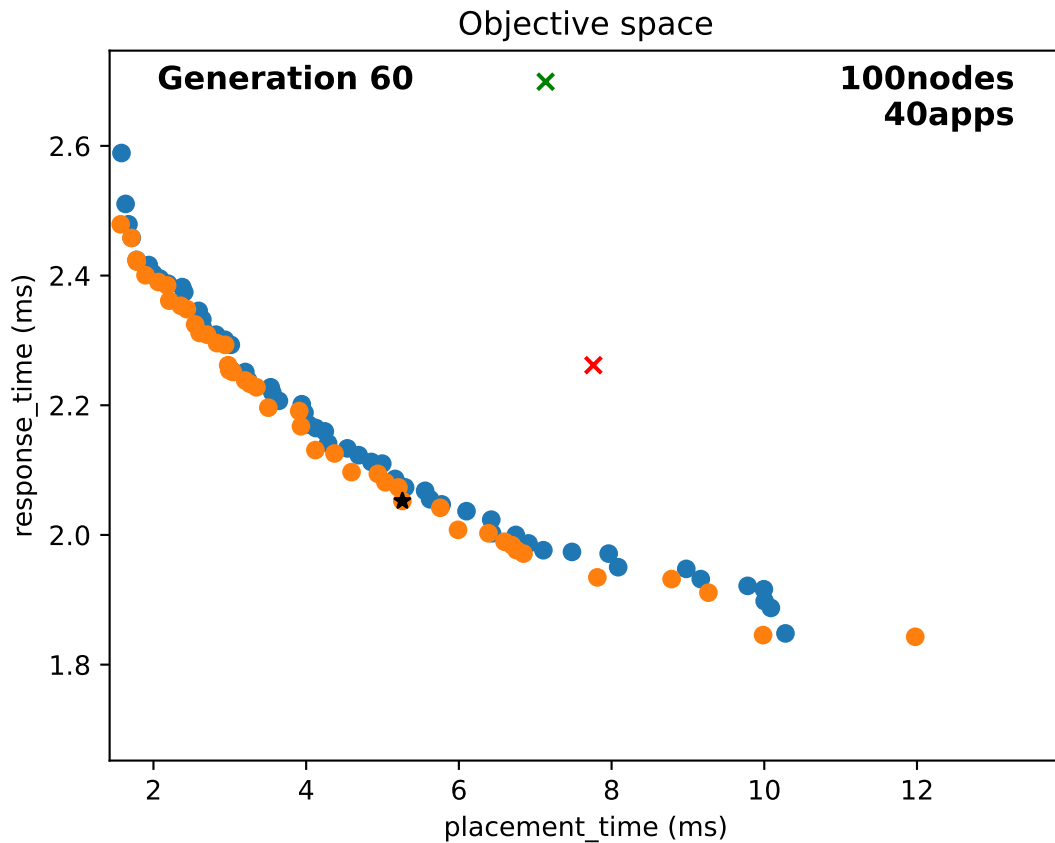 Objective space
Generation 60
100nodes
40apps
response_time (ms)
2.6
2.4
2.2
2.0
1.8
2 4 6 8 10 12
placement_time (ms)